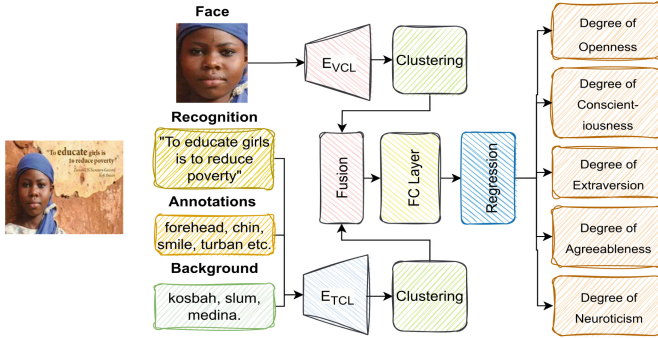 Face
E_VCL
Clustering
Recognition
"To educate girls
is to reduce
poverty"
"To educate girls
is to reduce poverty"
Annotations
forehead, chin,
smile, turban etc.
Background
kosbah, slum,
medina.
E_TCL
Clustering
Fusion
FC Layer
Regression
Degree of
Openness
Degree of
Conscient-
iousness
Degree of
Extraversion
Degree of
Agreeableness
Degree of
Neuroticism